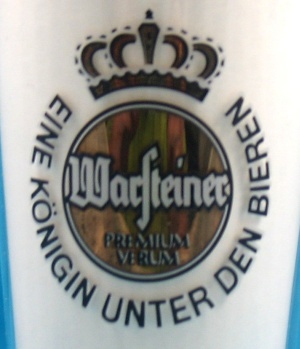 Warsteiner
PREMIUM
VERUM
EINE KÖNIGIN UNTER DEN BIEREN